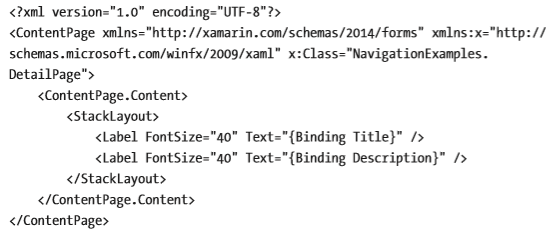 <?xml version="1.0" encoding="UTF-8"?>
<ContentPage xmlns="http://xamarin.com/schemas/2014/forms" xmlns:x="http://
schemas.microsoft.com/winfx/2009/xaml" x:Class="NavigationExamples.
DetailPage">
    <ContentPage.Content>
        <StackLayout>
            <Label FontSize="40" Text="{Binding Title}" />
            <Label FontSize="40" Text="{Binding Description}" />
        </StackLayout>
    </ContentPage.Content>
</ContentPage>